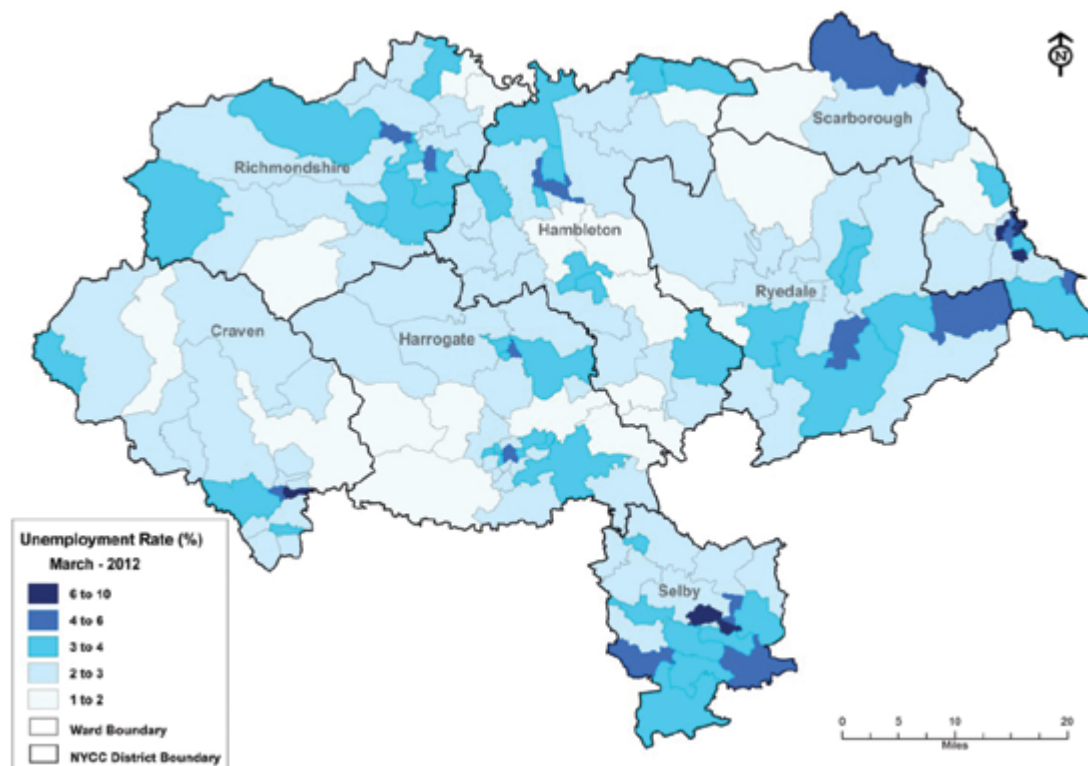 N
Scarborough
Richmondshire
Hambleton
Ryedale
Craven
Harrogate
Selby
Unemployment Rate (%)
March - 2012
6 to 10
4 to 6
3 to 4
2 to 3
1 to 2
Ward Boundary
NYCC District Boundary
0 5 10 20
Miles